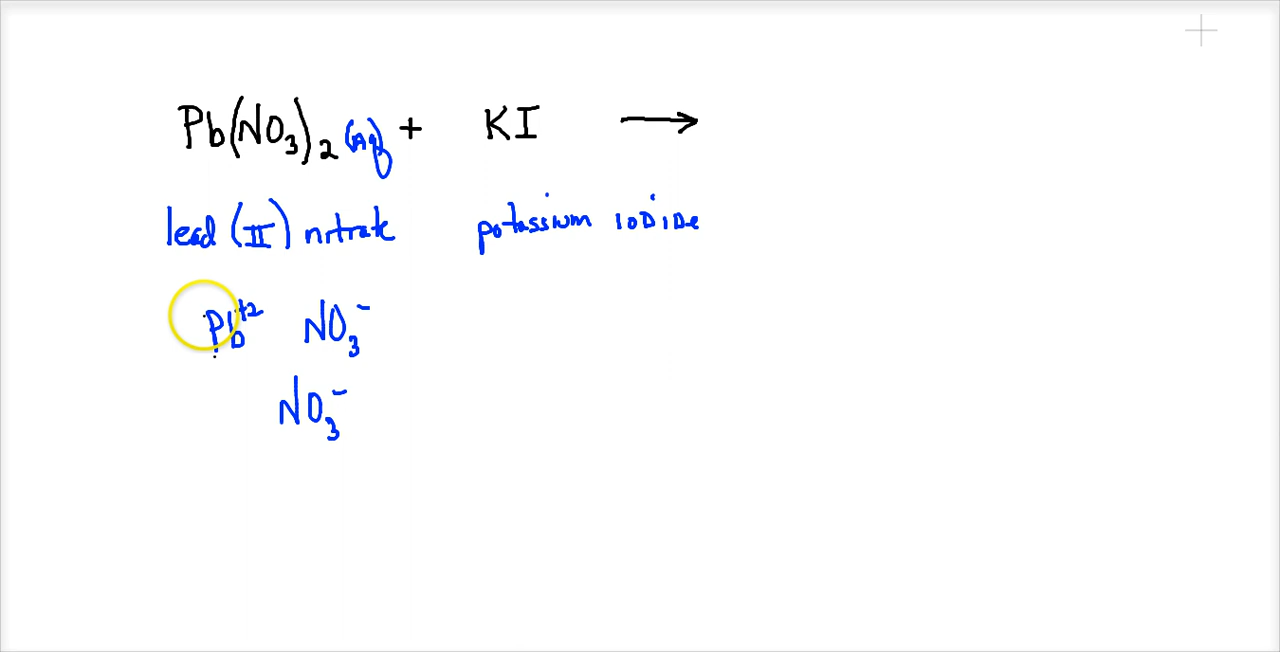 Pb(NO₃)₂ (Aq) + KI →
lead (II) nitrate potassium iodide
Pb⁺² NO₃⁻
NO₃⁻